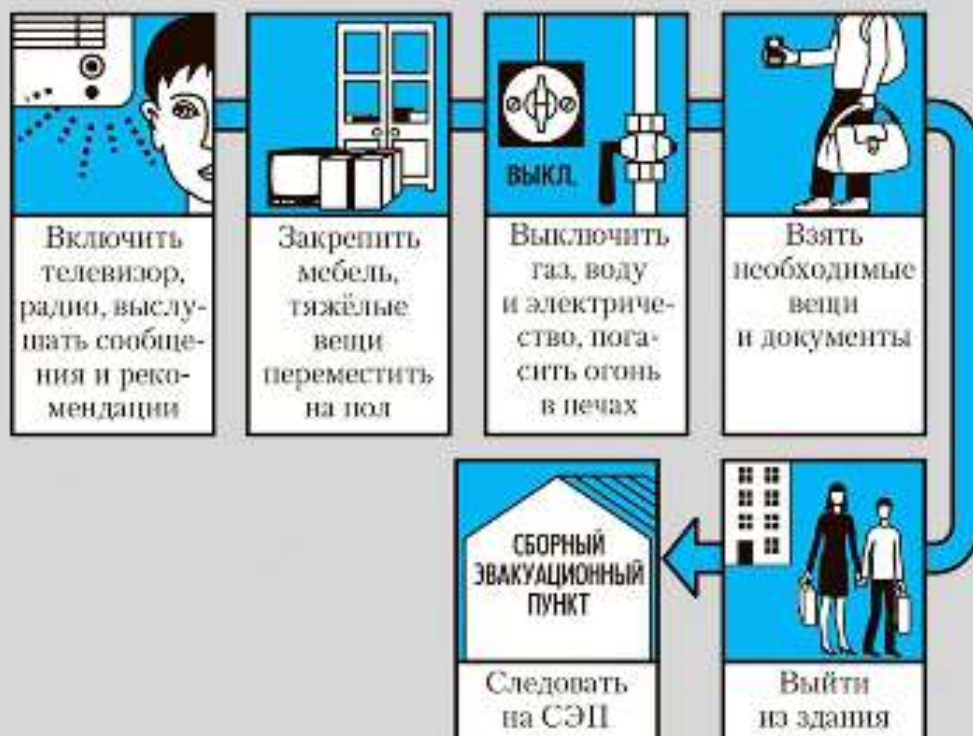 Включить
телевизор,
радио, выслу-
шать сообще-
ния и реко-
мендации
Закрепить
мебель,
тяжёлые
вещи
переместить
на пол
ВЫКЛ.
Выключить
газ, воду
и электриче-
ство, пога-
сить огонь
в печах
Взять
необходимые
вещи
и документы
Выйти
из здания
СБОРНЫЙ
ЭВАКУАЦИОННЫЙ
ПУНКТ
Следовать
на СЭП